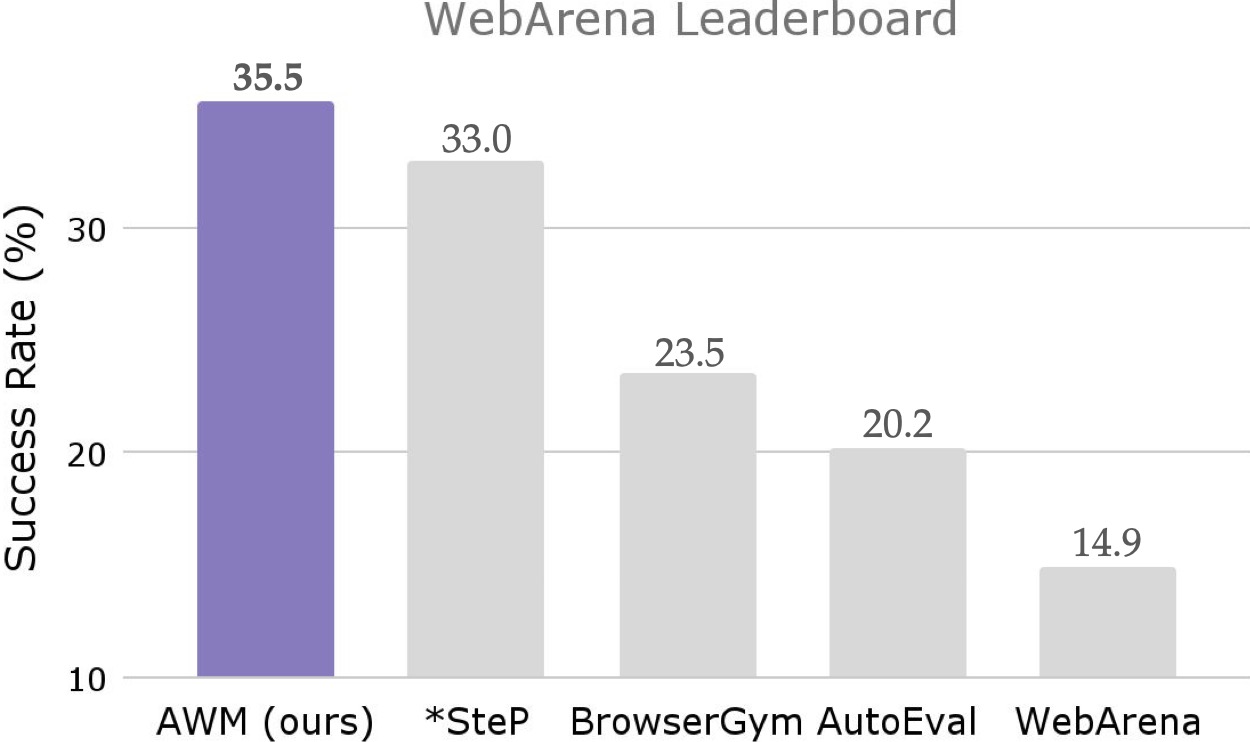 WebArena Leaderboard
35.5
33.0
23.5
20.2
14.9
Success Rate (%)
30
20
10
AWM (ours) *SteP BrowserGym AutoEval WebArena